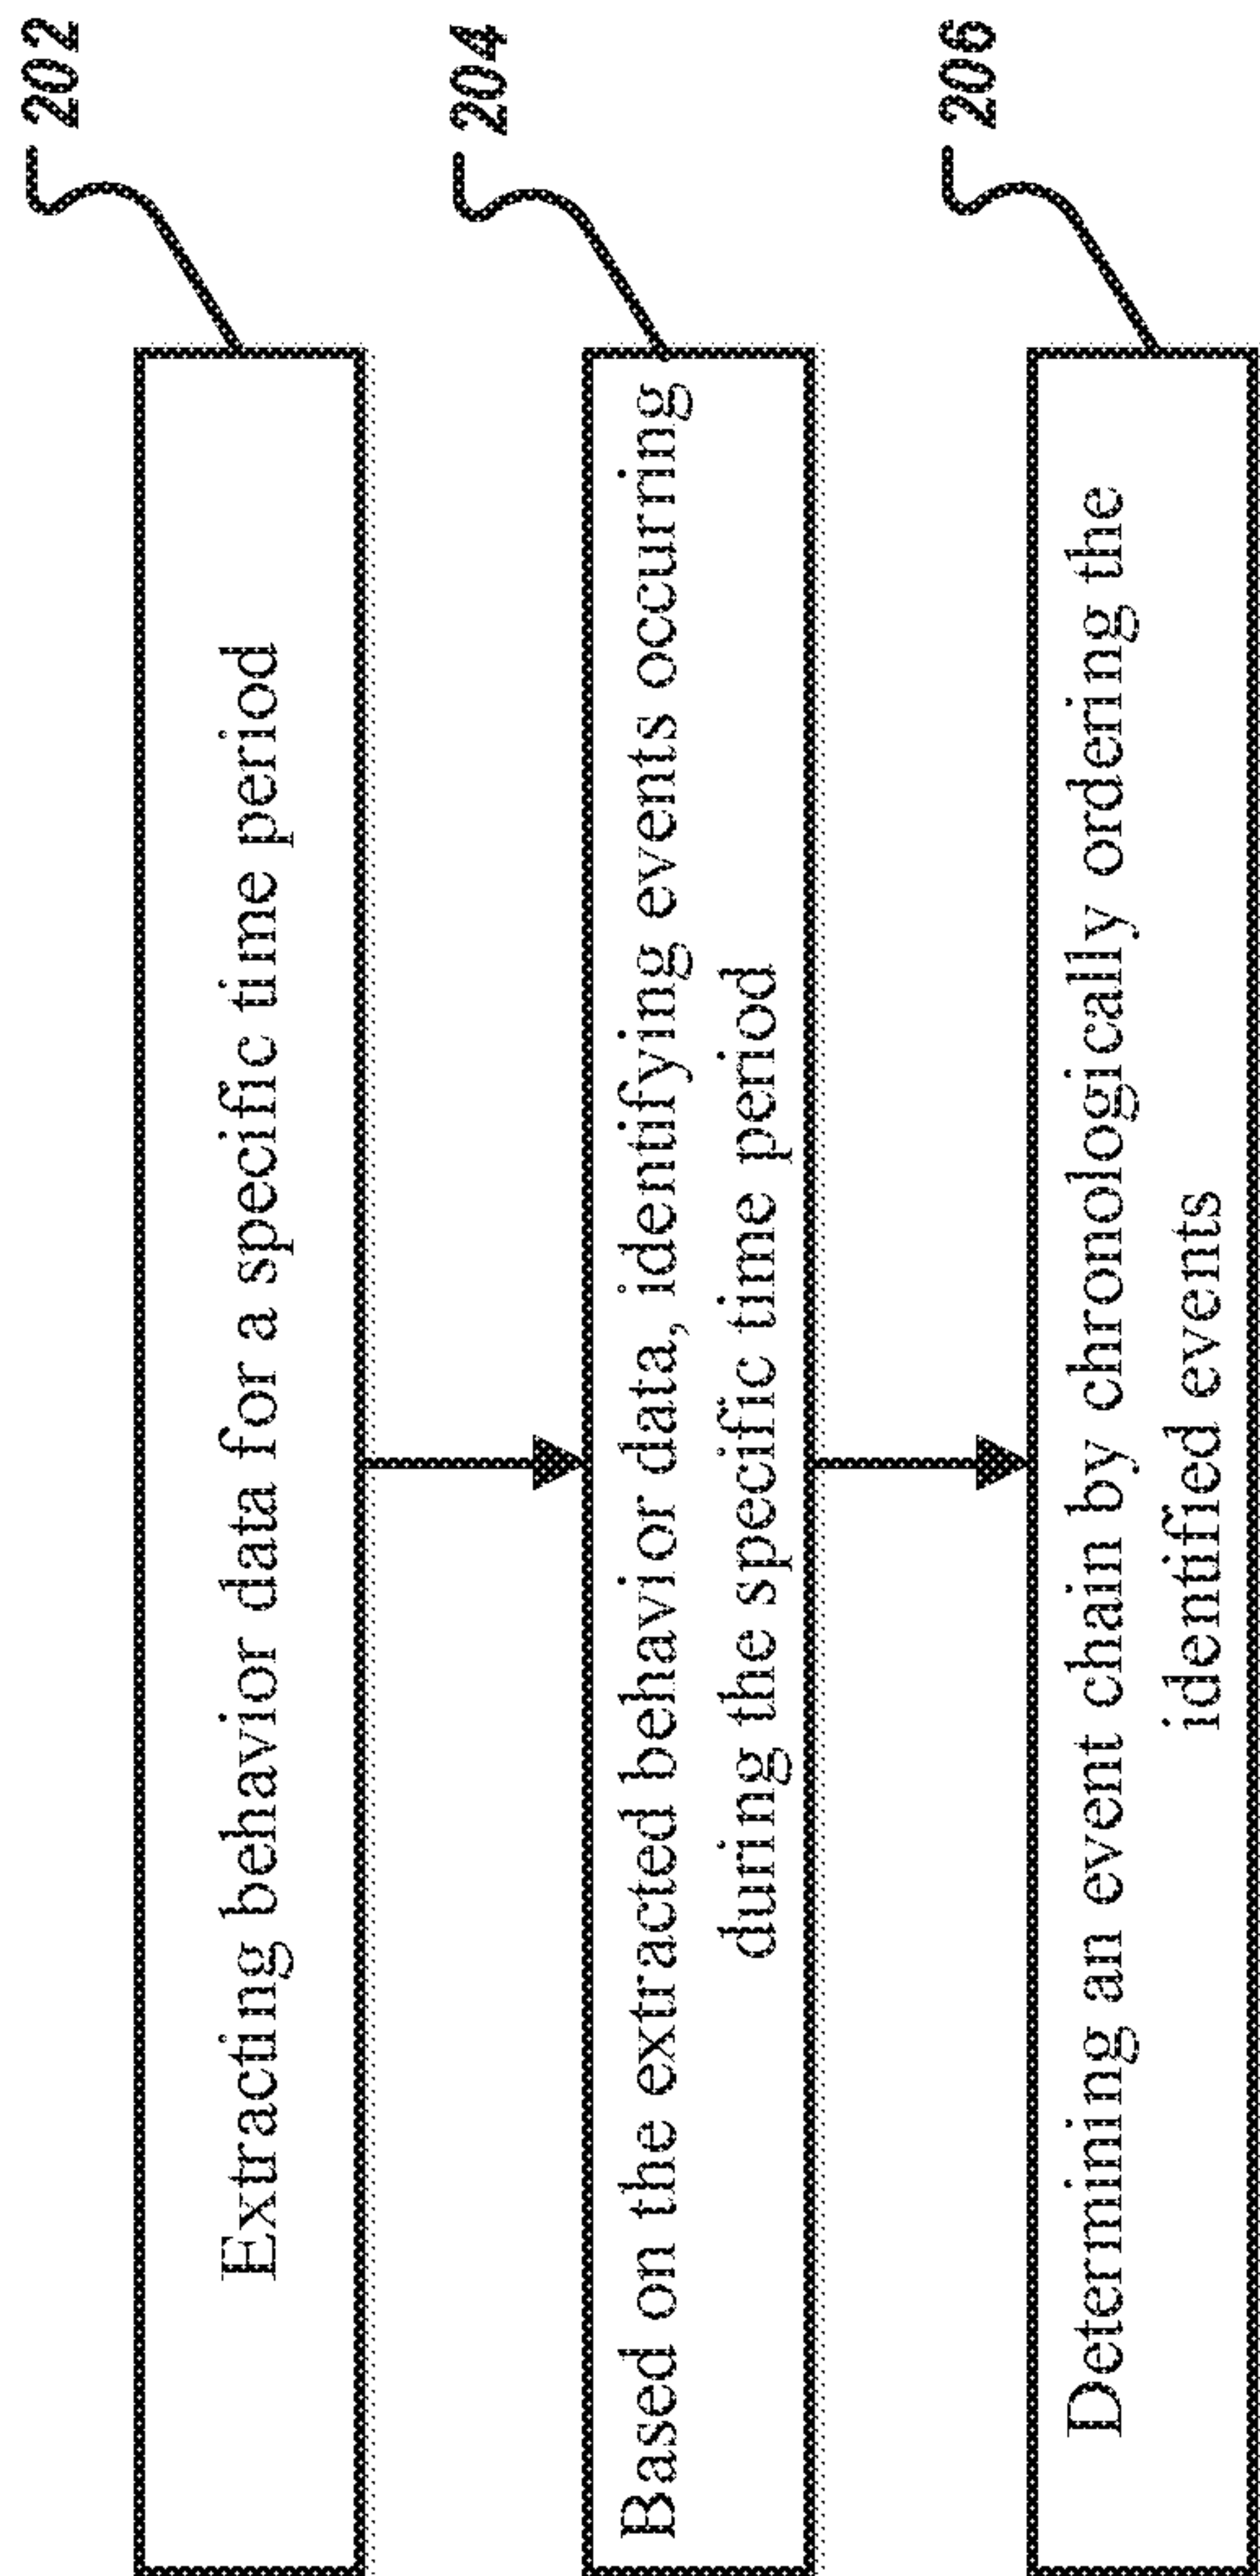 202
Extracting behavior data for a specific time period
204
Based on the extracted behavior data, identifying events occurring
during the specific time period
206
Determining an event chain by chronologically ordering the
identified events